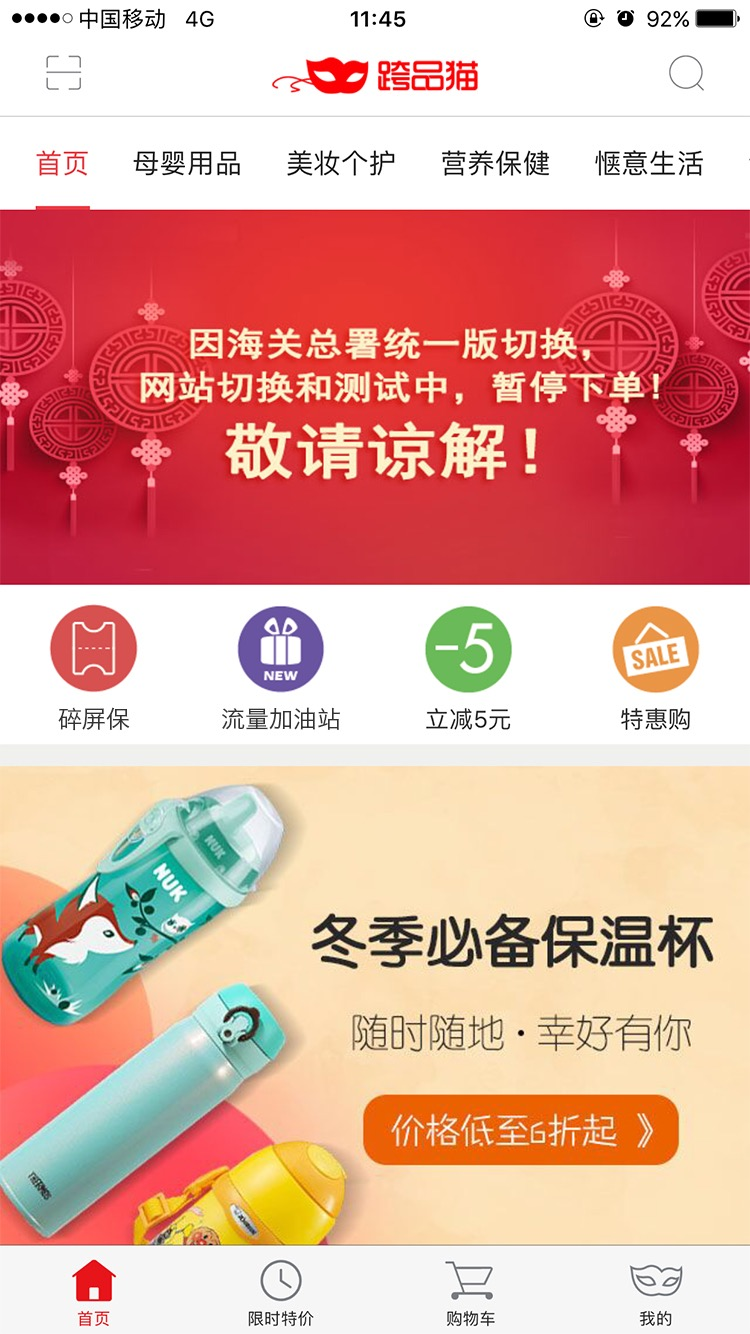 中国移动 4G 11:45 92%
跨品猫
首页 母婴用品 美妆个护 营养保健 惬意生活
因海关总署统一版切换，
网站切换和测试中，暂停下单！
敬请谅解！
NEW -5 SALE
碎屏保 流量加油站 立减5元 特惠购
NUK
NUK
冬季必备保温杯
随时随地·幸好有你
价格低至6折起 》
THERMOS
首页 限时特价 购物车 我的